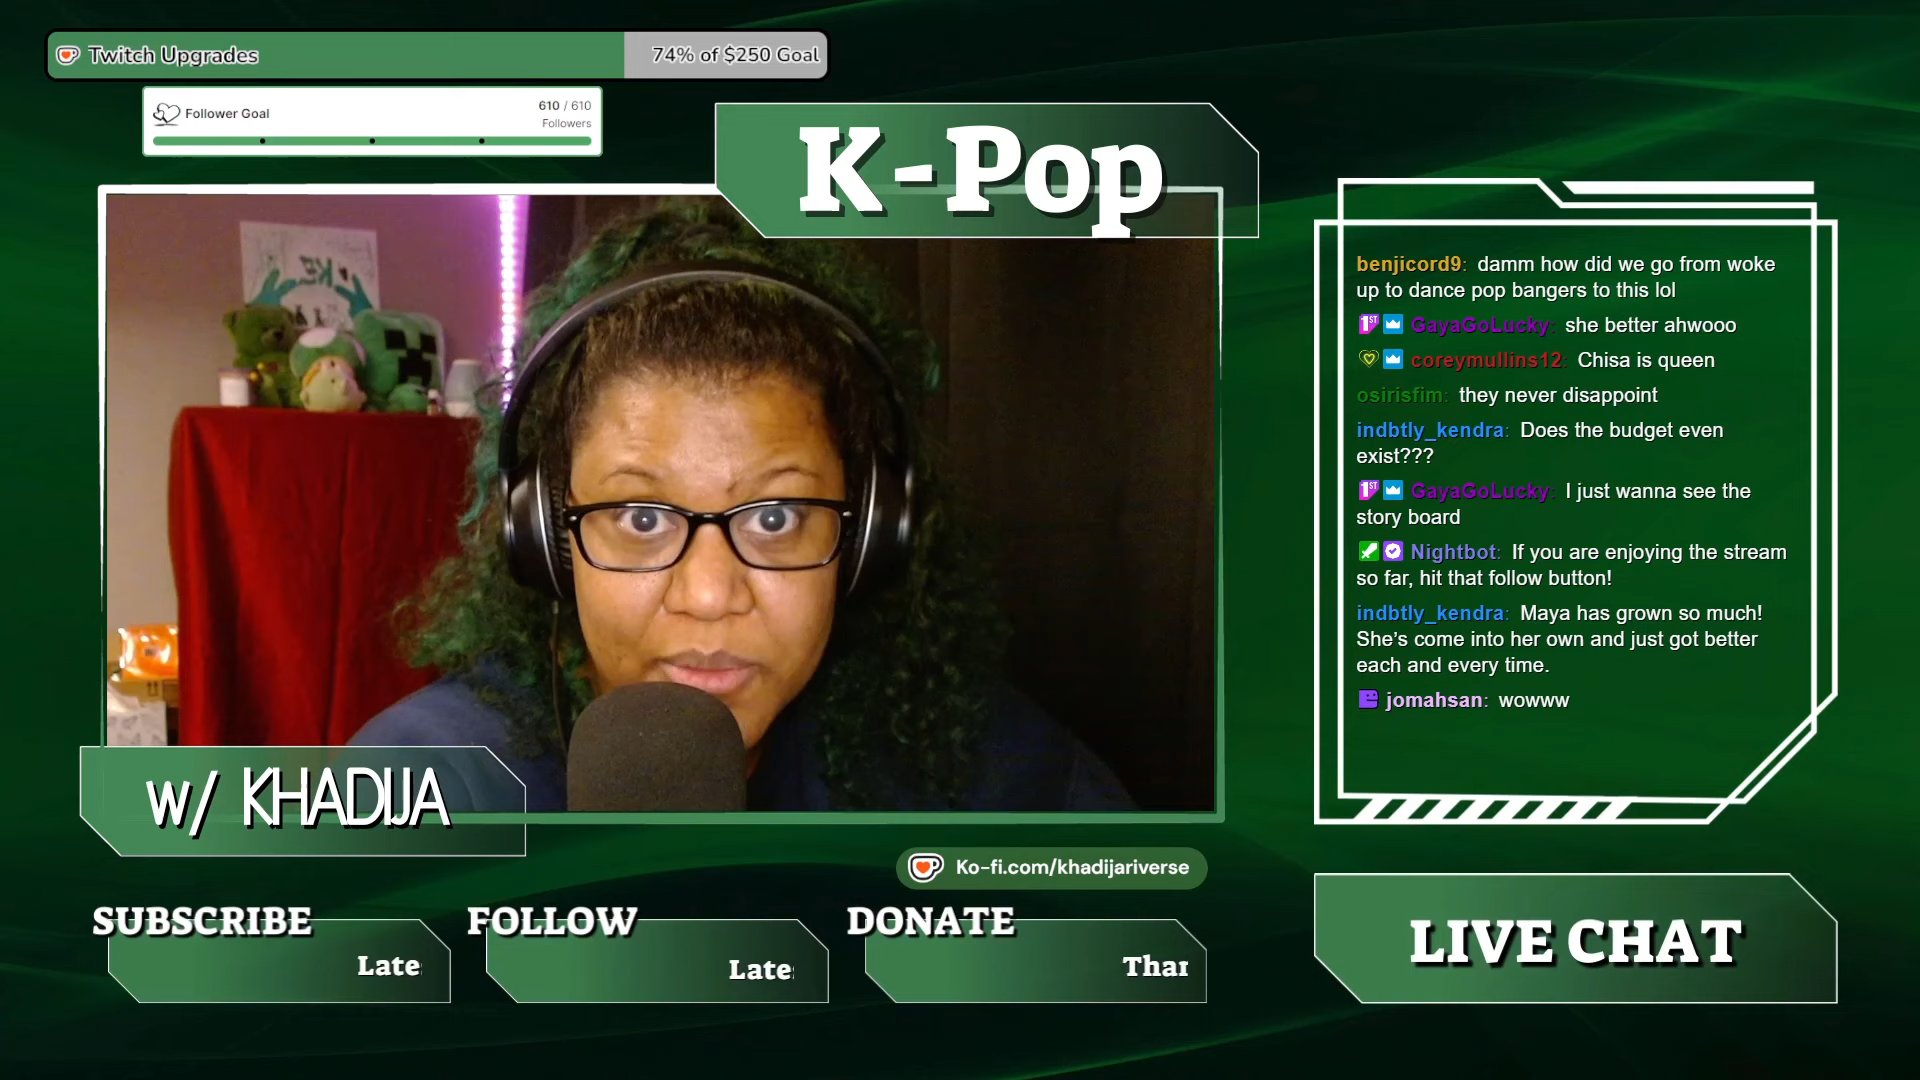 Twitch Upgrades
74% of $250 Goal
Follower Goal
610 / 610
Followers
K-Pop
benjicord9: damm how did we go from woke
up to dance pop bangers to this lol
GayaGoLucky: she better ahwooo
coreymullins12: Chisa is queen
osirisfim: they never disappoint
indbtly_kendra: Does the budget even
exist???
GayaGoLucky: I just wanna see the
story board
Nightbot: If you are enjoying the stream
so far, hit that follow button!
indbtly_kendra: Maya has grown so much!
She's come into her own and just got better
each and every time.
jomahsan: wowww
w/ KHADIJA
Ko-fi.com/khadijariverse
SUBSCRIBE
Late
FOLLOW
Late
DONATE
Than
LIVE CHAT